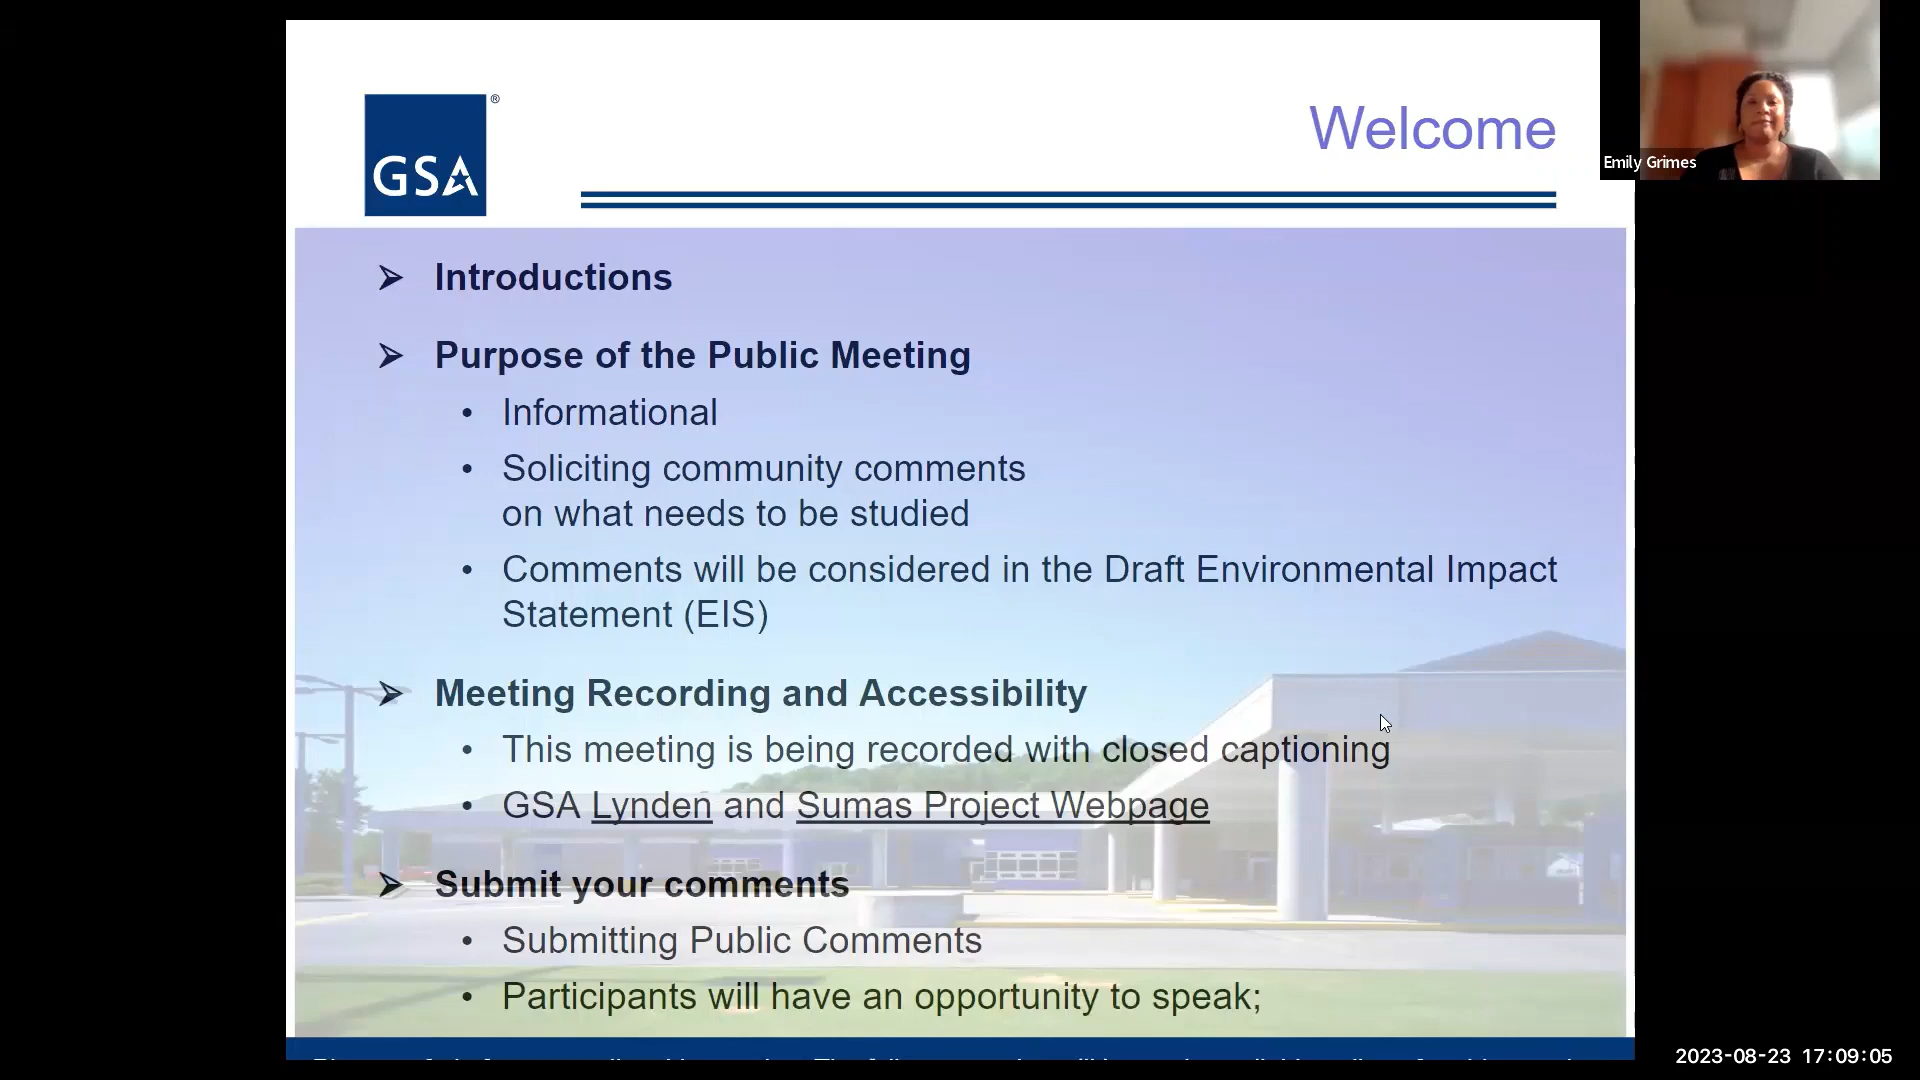 GSA®
Welcome
Emily Grimes
➢ Introductions
➢ Purpose of the Public Meeting
• Informational
• Soliciting community comments
on what needs to be studied
• Comments will be considered in the Draft Environmental Impact
Statement (EIS)
➢ Meeting Recording and Accessibility
• This meeting is being recorded with closed captioning
• GSA Lynden and Sumas Project Webpage
➢ Submit your comments
• Submitting Public Comments
• Participants will have an opportunity to speak;
2023-08-23 17:09:05